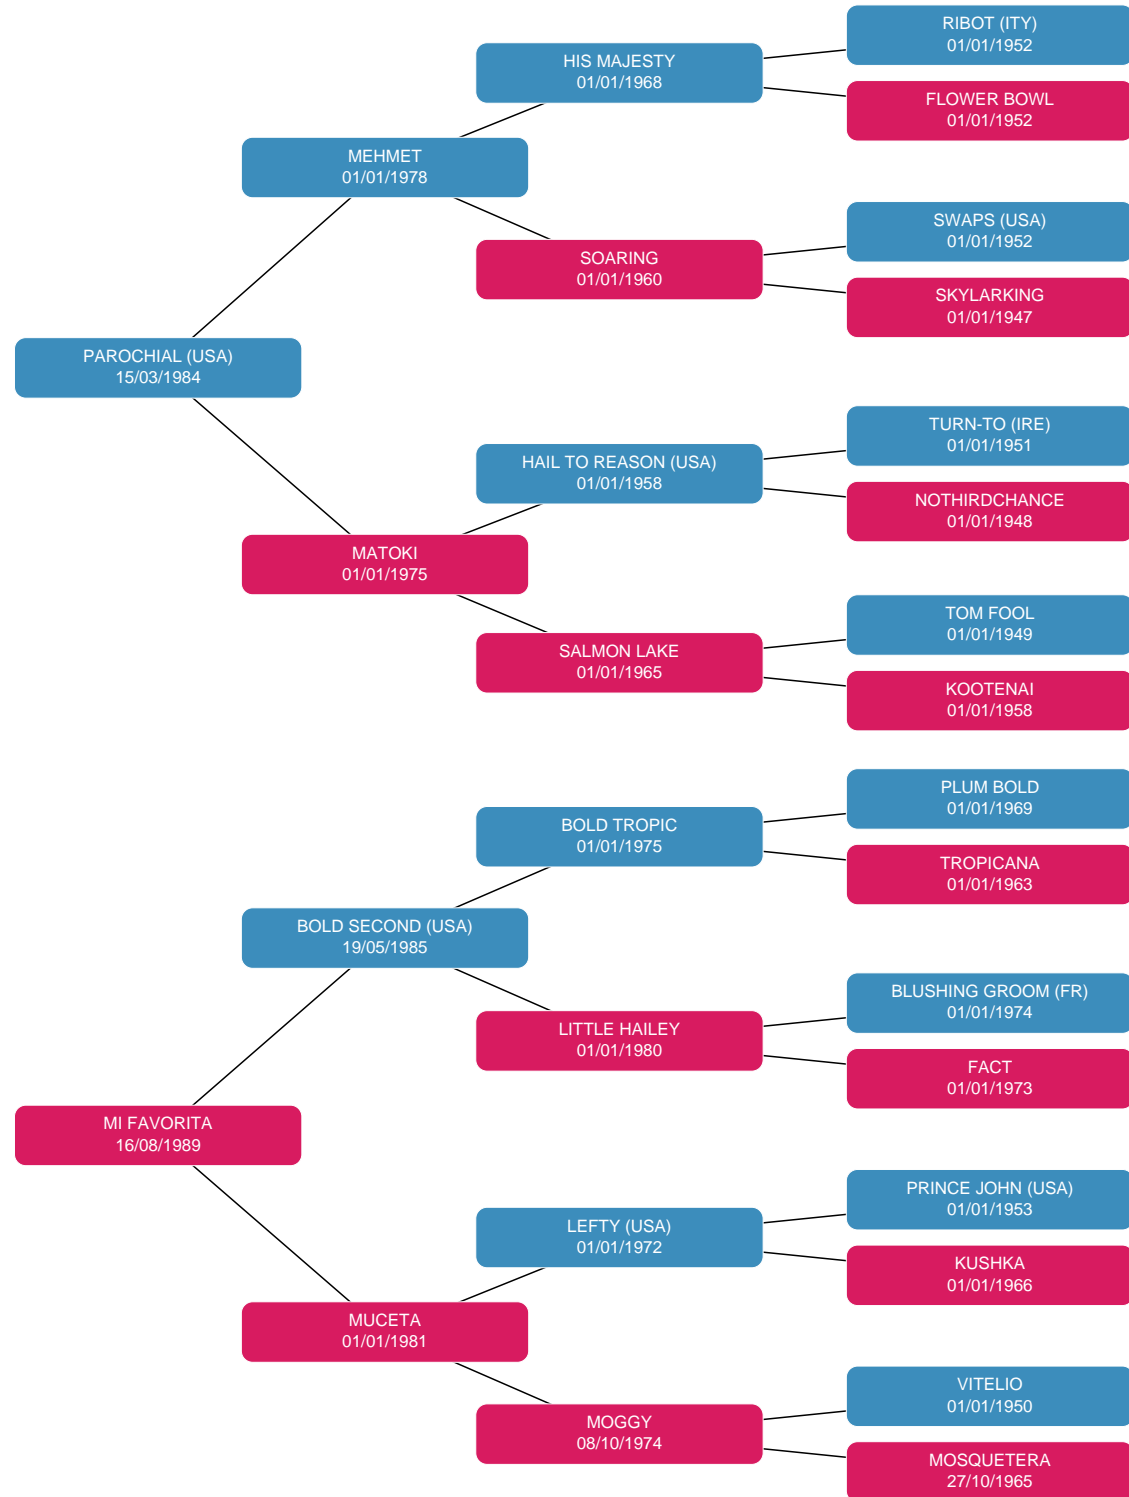 RIBOT (ITY)
01/01/1952
HIS MAJESTY
01/01/1968
FLOWER BOWL
01/01/1952
MEHMET
01/01/1978
SWAPS (USA)
01/01/1952
SOARING
01/01/1960
SKYLARKING
01/01/1947
PAROCHIAL (USA)
15/03/1984
TURN-TO (IRE)
01/01/1951
HAIL TO REASON (USA)
01/01/1958
NOTHIRDCHANCE
01/01/1948
MATOKI
01/01/1975
TOM FOOL
01/01/1949
SALMON LAKE
01/01/1965
KOOTENAI
01/01/1958
PLUM BOLD
01/01/1969
BOLD TROPIC
01/01/1975
TROPICANA
01/01/1963
BOLD SECOND (USA)
19/05/1985
BLUSHING GROOM (FR)
01/01/1974
LITTLE HAILEY
01/01/1980
FACT
01/01/1973
MI FAVORITA
16/08/1989
PRINCE JOHN (USA)
01/01/1953
LEFTY (USA)
01/01/1972
KUSHKA
01/01/1966
MUCETA
01/01/1981
VITELIO
01/01/1950
MOGGY
08/10/1974
MOSQUETERA
27/10/1965